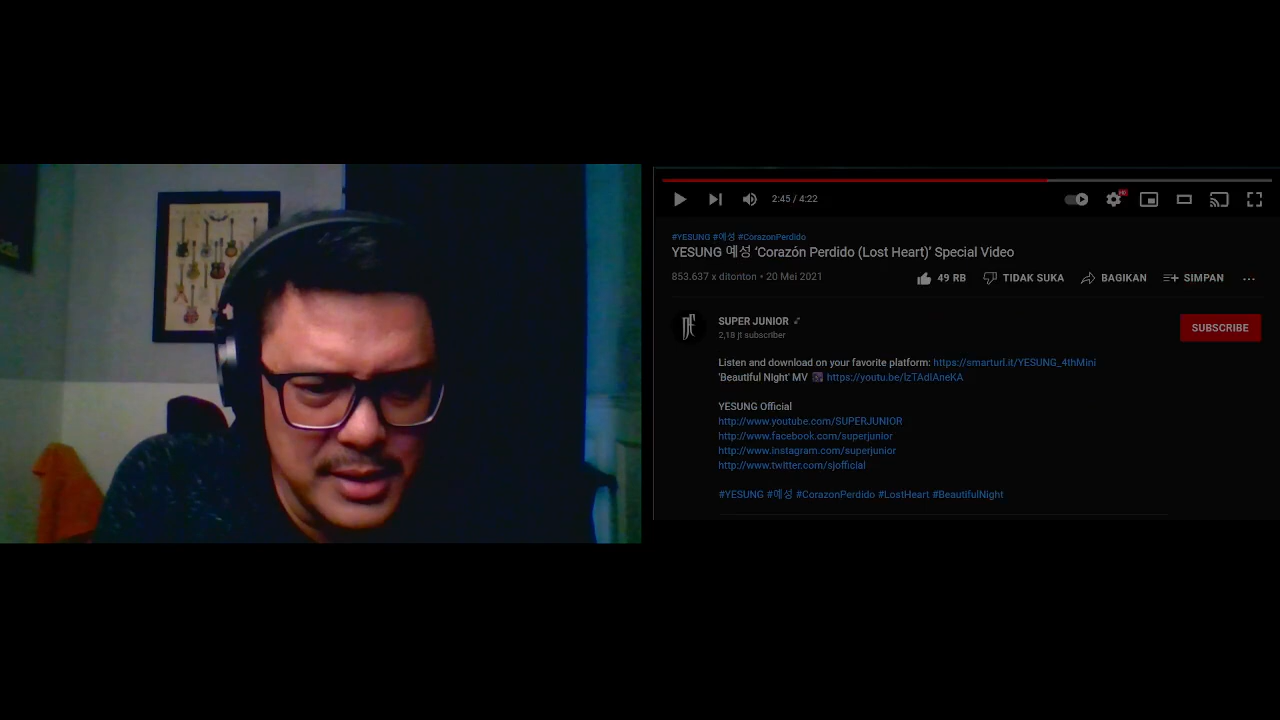 2:45 / 4:22
HD
#YESUNG #예성 #CorazonPerdido
YESUNG 예성 ‘Corazón Perdido (Lost Heart)’ Special Video
853.637 x ditonton • 20 Mei 2021
49 RB
TIDAK SUKA
BAGIKAN
SIMPAN
SUPER JUNIOR
2,18 jt subscriber
SUBSCRIBE
Listen and download on your favorite platform: https://smarturl.it/YESUNG_4thMini
'Beautiful Night' MV 🎆 https://youtu.be/IzTAdIAneKA
YESUNG Official
http://www.youtube.com/SUPERJUNIOR
http://www.facebook.com/superjunior
http://www.instagram.com/superjunior
http://www.twitter.com/sjofficial
#YESUNG #예성 #CorazonPerdido #LostHeart #BeautifulNight